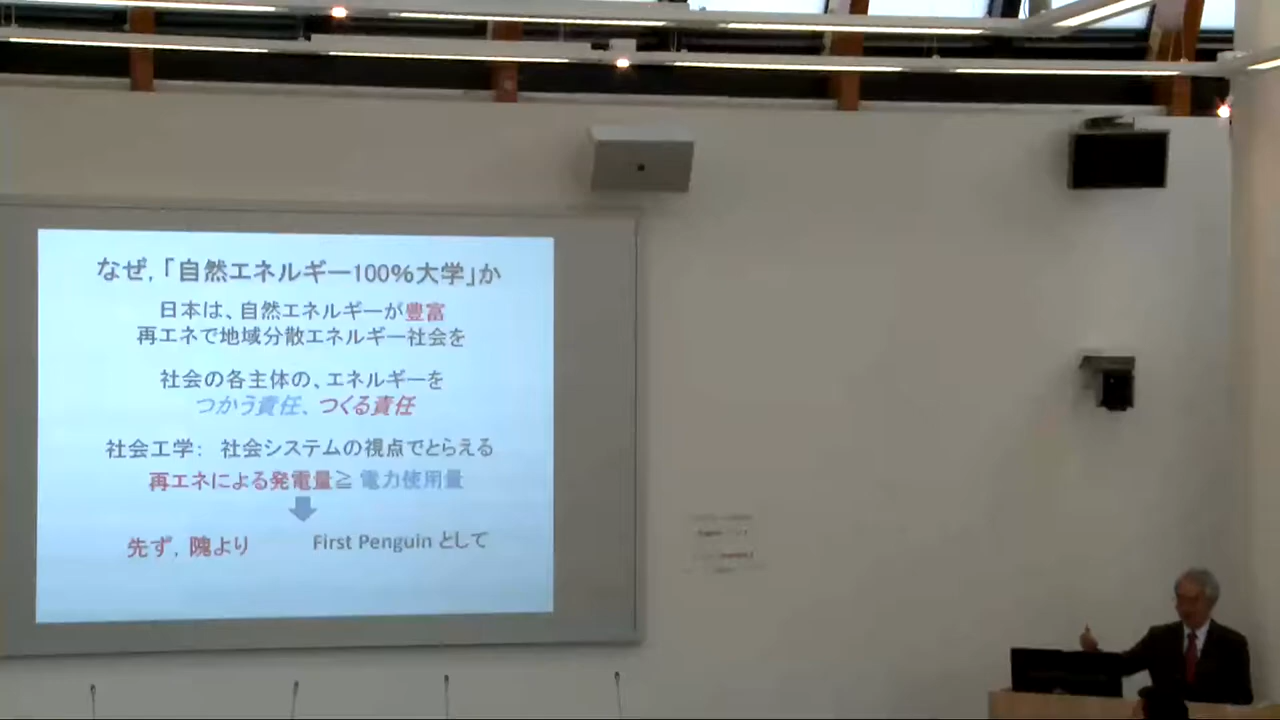 なぜ,「自然エネルギー100%大学」か
日本は、自然エネルギーが豊富
再エネで地域分散エネルギー社会を
社会の各主体の、エネルギーを
つかう責任、つくる責任
社会工学: 社会システムの視点でとらえる
再エネによる発電量≧ 電力使用量
先ず, 隗より First Penguin として